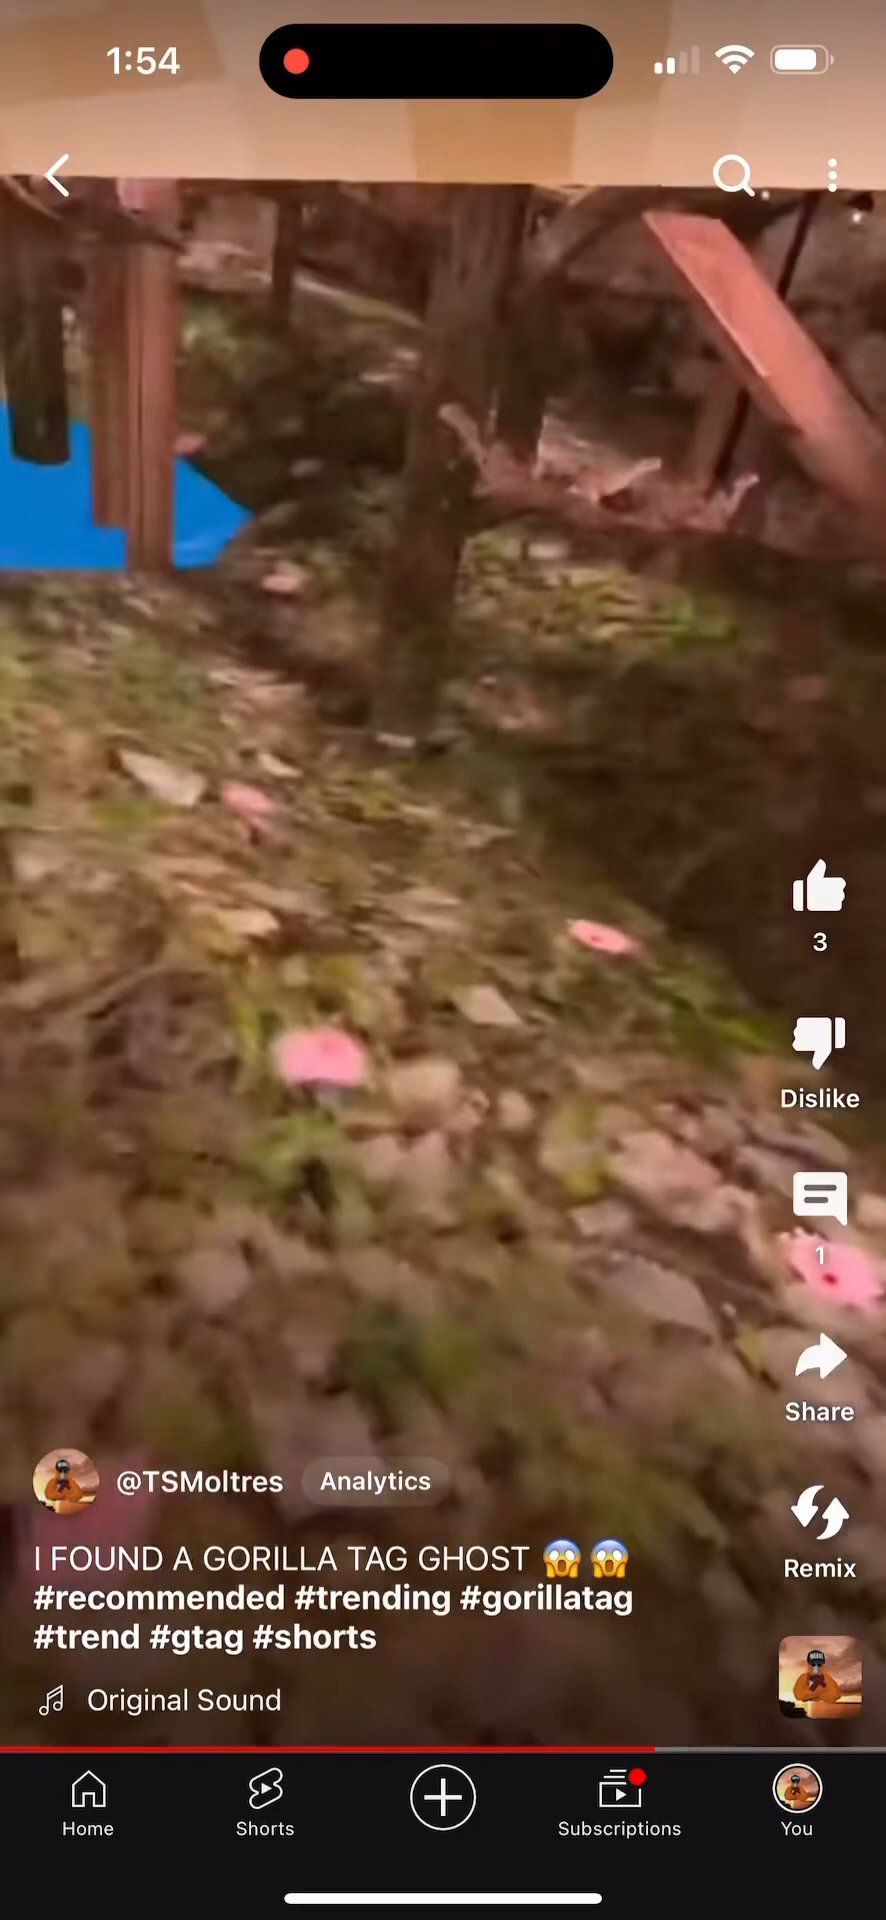 1:54
3
Dislike
1
Share
@TSMoltres Analytics
I FOUND A GORILLA TAG GHOST 😱 😱
#recommended #trending #gorillatag
#trend #gtag #shorts
Remix
Original Sound
Home Shorts Subscriptions You